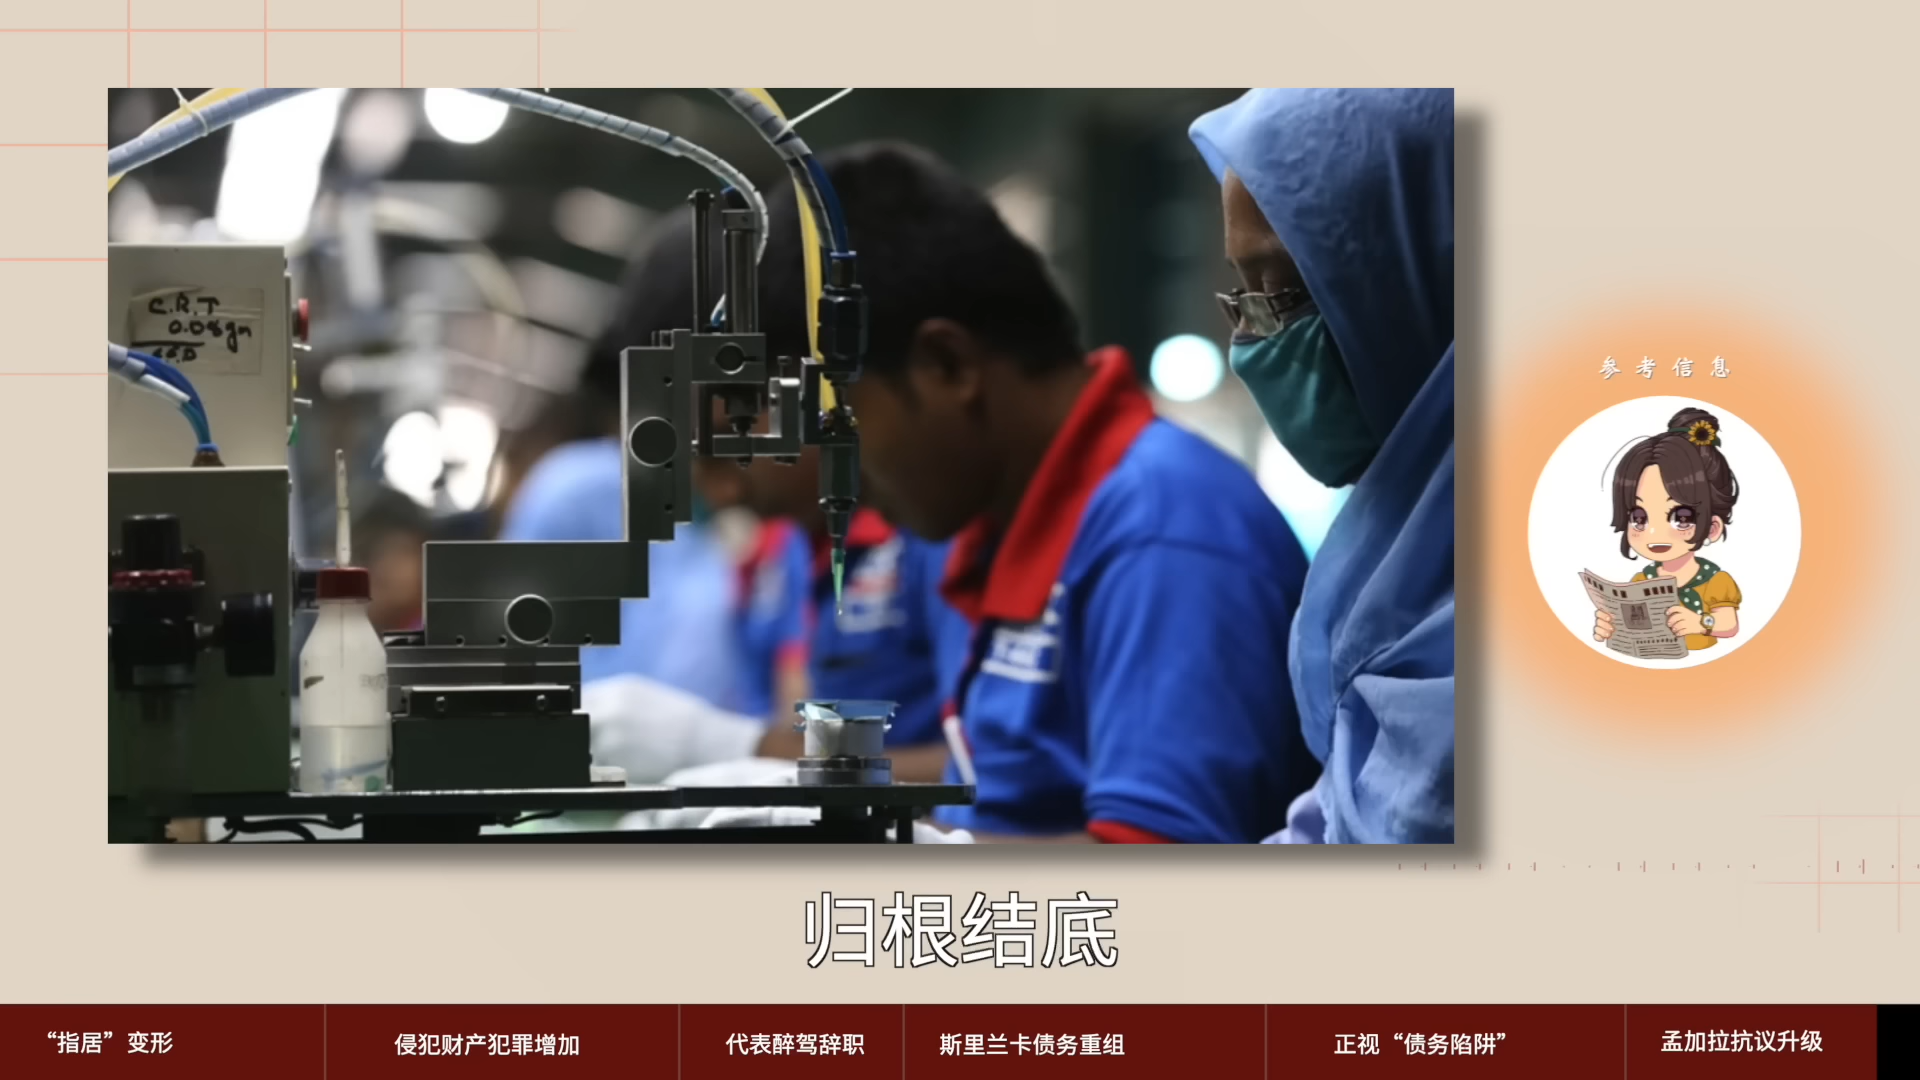 C.R.T
0.08gn
参考信息
归根结底
“指居”变形
侵犯财产犯罪增加
代表醉驾辞职
斯里兰卡债务重组
正视“债务陷阱”
孟加拉抗议升级